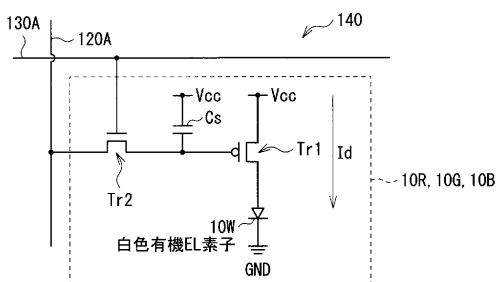 130A
120A
140
Vcc
Vcc
Cs
Tr1
Id
Tr2
10R, 10G, 10B
10W
白色有機EL素子
GND